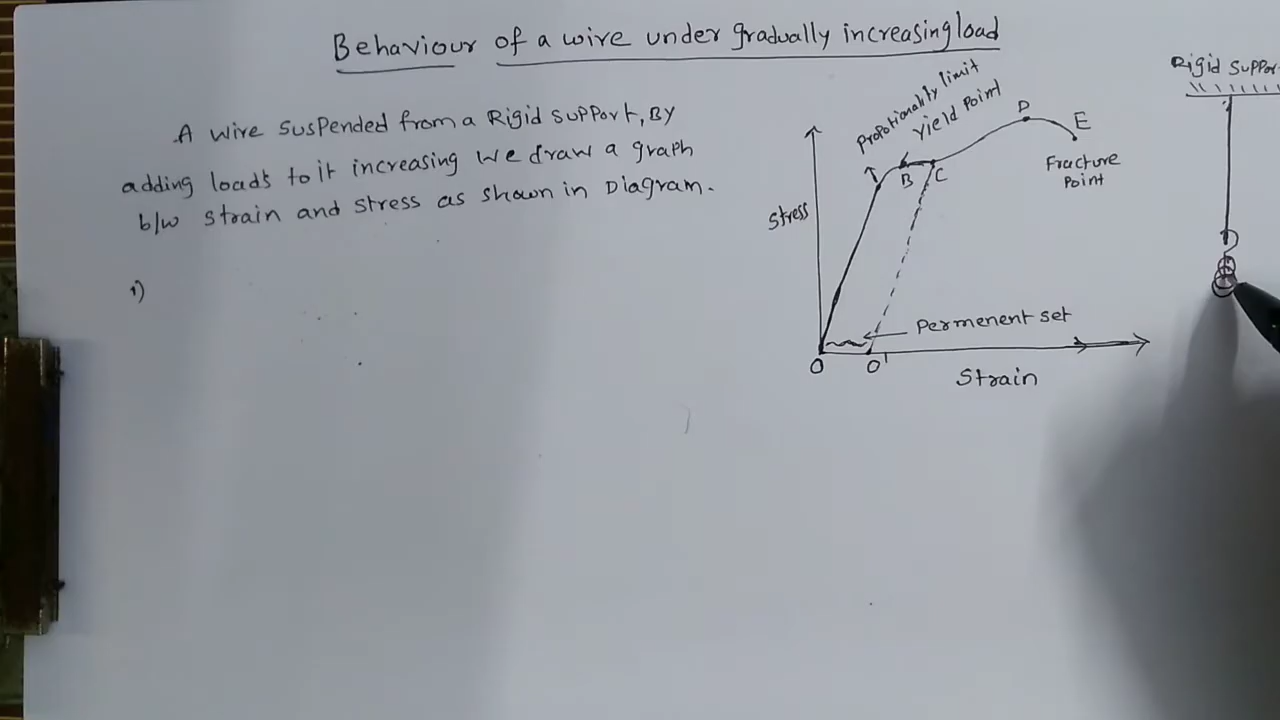 Behaviour of a wire under gradually increasing load
A wire suspended from a Rigid support, By
adding loads to it increasing we draw a graph
b/w strain and stress as shown in Diagram.
1)
Propotionality limit
Yield Point
D
E
Fracture
Point
B
C
Stress
Permenent set
O
O'
Strain
Rigid Suppor